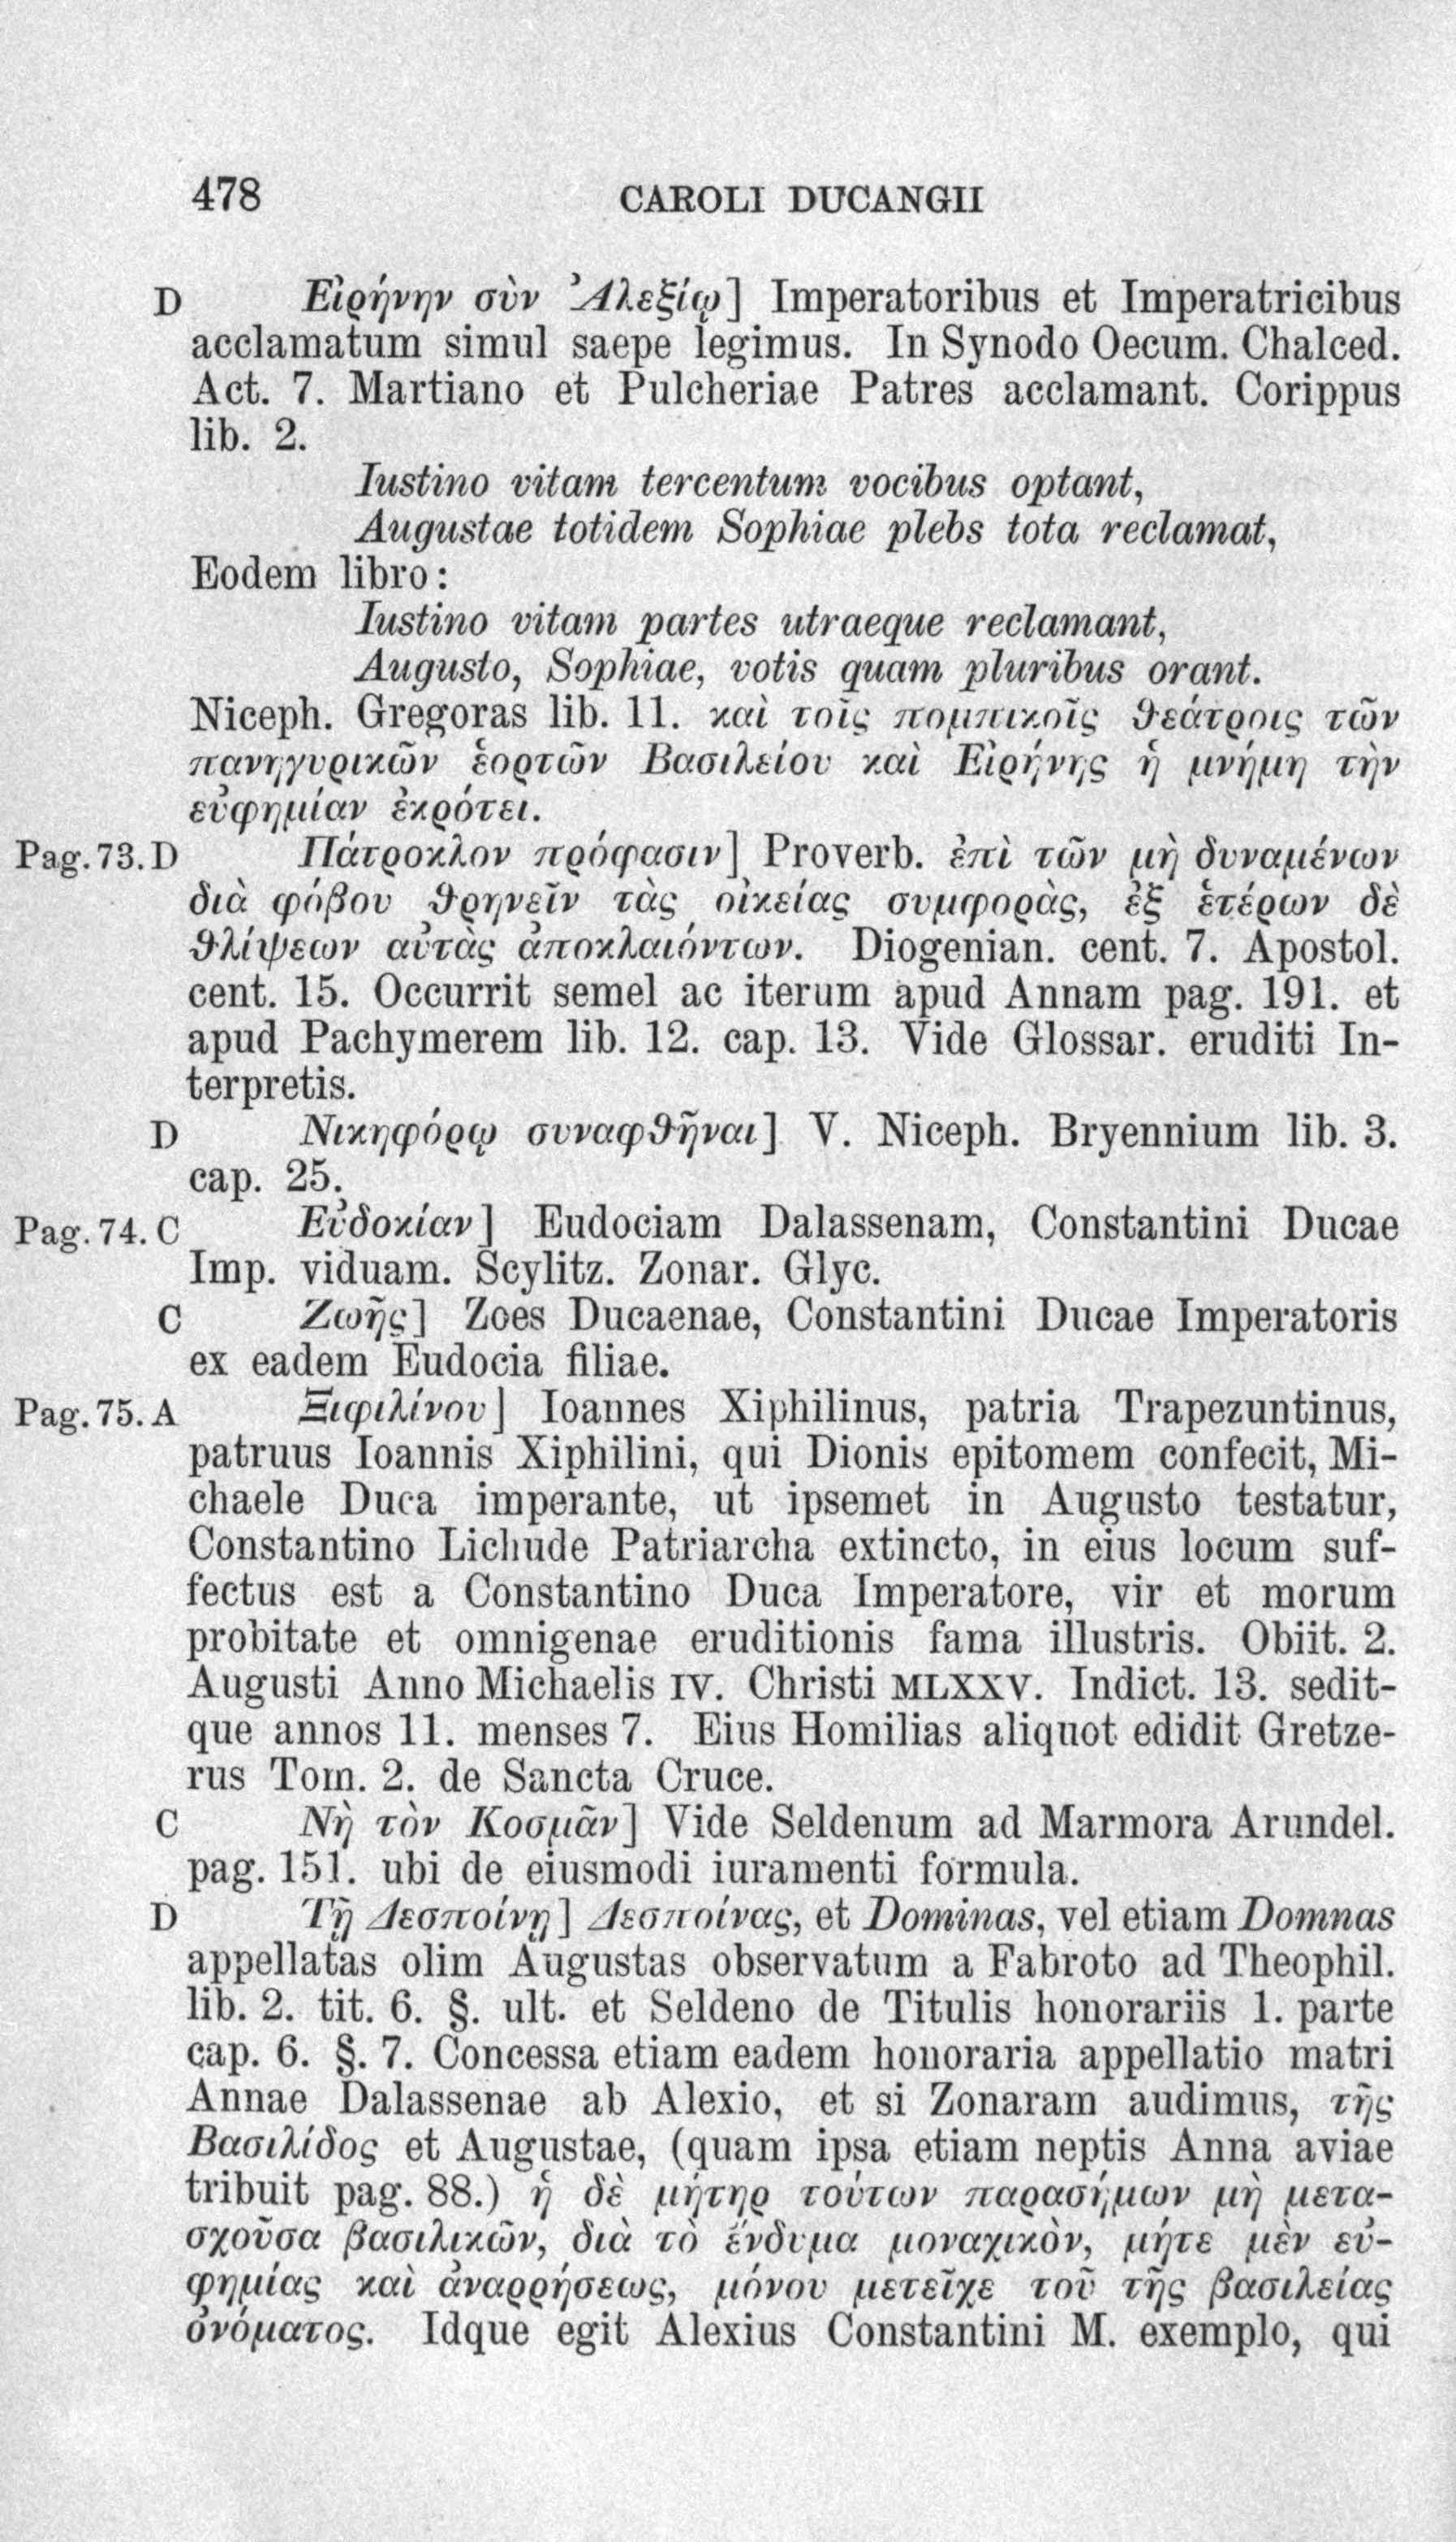 478 CAROLI DUCANGII
D Εἰρήνην σὺν Ἀλεξίῳ] Imperatoribus et Imperatricibus
acclamatum simul saepe legimus. In Synodo Oecum. Chalced.
Act. 7. Martiano et Pulcheriae Patres acclamant. Corippus
lib. 2.
Iustino vitam tercentum vocibus optant,
Augustae totidem Sophiae plebs tota reclamat,
Eodem libro:
Iustino vitam partes utraeque reclamant,
Augusto, Sophiae, votis quam pluribus orant.
Niceph. Gregoras lib. 11. καὶ τοῖς πομπικοῖς θεάτροις τῶν
πανηγυρικῶν ἑορτῶν Βασιλείου καὶ Εἰρήνης ἡ μνήμη τὴν
εὐφημίαν ἐκρότει.
Pag. 73. D Πάτροκλον πρόφασιν] Proverb. ἐπὶ τῶν μὴ δυναμένων
διὰ φόβου θρηνεῖν τὰς οἰκείας συμφορὰς, ἐξ ἑτέρων δὲ
θλίψεων αὐτὰς ἀποκλαιόντων. Diogenian. cent. 7. Apostol.
cent. 15. Occurrit semel ac iterum apud Annam pag. 191. et
apud Pachymerem lib. 12. cap. 13. Vide Glossar. eruditi In-
terpretis.
D Νικηφόρῳ συναφθῆναι] V. Niceph. Bryennium lib. 3.
cap. 25.
Pag. 74. C Εὐδοκίαν] Eudociam Dalassenam, Constantini Ducae
Imp. viduam. Scylitz. Zonar. Glyc.
C Ζωῆς] Zoes Ducaenae, Constantini Ducae Imperatoris
ex eadem Eudocia filiae.
Pag. 75. A Ξιφιλίνου] Ioannes Xiphilinus, patria Trapezuntinus,
patruus Ioannis Xiphilini, qui Dionis epitomem confecit, Mi-
chaele Duca imperante, ut ipsemet in Augusto testatur,
Constantino Lichude Patriarcha extincto, in eius locum suf-
fectus est a Constantino Duca Imperatore, vir et morum
probitate et omnigenae eruditionis fama illustris. Obiit. 2.
Augusti Anno Michaelis IV. Christi MLXXV. Indict. 13. sedit-
que annos 11. menses 7. Eius Homilias aliquot edidit Gretze-
rus Tom. 2. de Sancta Cruce.
C Νὴ τὸν Κοσμᾶν] Vide Seldenum ad Marmora Arundel.
pag. 151. ubi de eiusmodi iuramenti formula.
D Τῇ Δεσποίνῃ] Δεσποίνας, et Dominas, vel etiam Domnas
appellatas olim Augustas observatum a Fabroto ad Theophil.
lib. 2. tit. 6. §. ult. et Seldeno de Titulis honorariis 1. parte
cap. 6. §. 7. Concessa etiam eadem honoraria appellatio matri
Annae Dalassenae ab Alexio, et si Zonaram audimus, τῆς
Βασιλίδος et Augustae, (quam ipsa etiam neptis Anna aviae
tribuit pag. 88.) ἡ δὲ μήτηρ τούτων παρασήμων μὴ μετα-
σχοῦσα βασιλικῶν, διὰ τὸ ἔνδυμα μοναχικὸν, μήτε μὲν εὐ-
φημίας καὶ ἀναρρήσεως, μόνου μετεῖχε τοῦ τῆς βασιλείας
ὀνόματος. Idque egit Alexius Constantini M. exemplo, qui